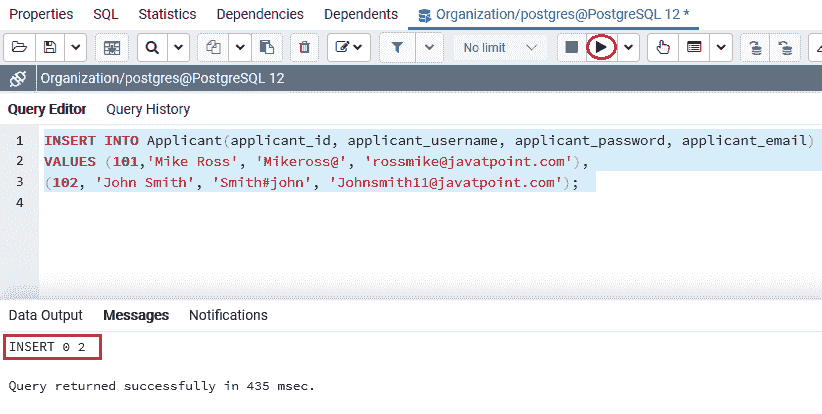 Properties SQL Statistics Dependencies Dependents Organization/postgres@PostgreSQL 12 *
No limit
Organization/postgres@PostgreSQL 12
Query Editor Query History
1 INSERT INTO Applicant(applicant_id, applicant_username, applicant_password, applicant_email)
2 VALUES (101,'Mike Ross', 'Mikeross@', 'rossmike@javatpoint.com'),
3 (102, 'John Smith', 'Smith#john', 'Johnsmith11@javatpoint.com');
4
Data Output Messages Notifications
INSERT 0 2
Query returned successfully in 435 msec.